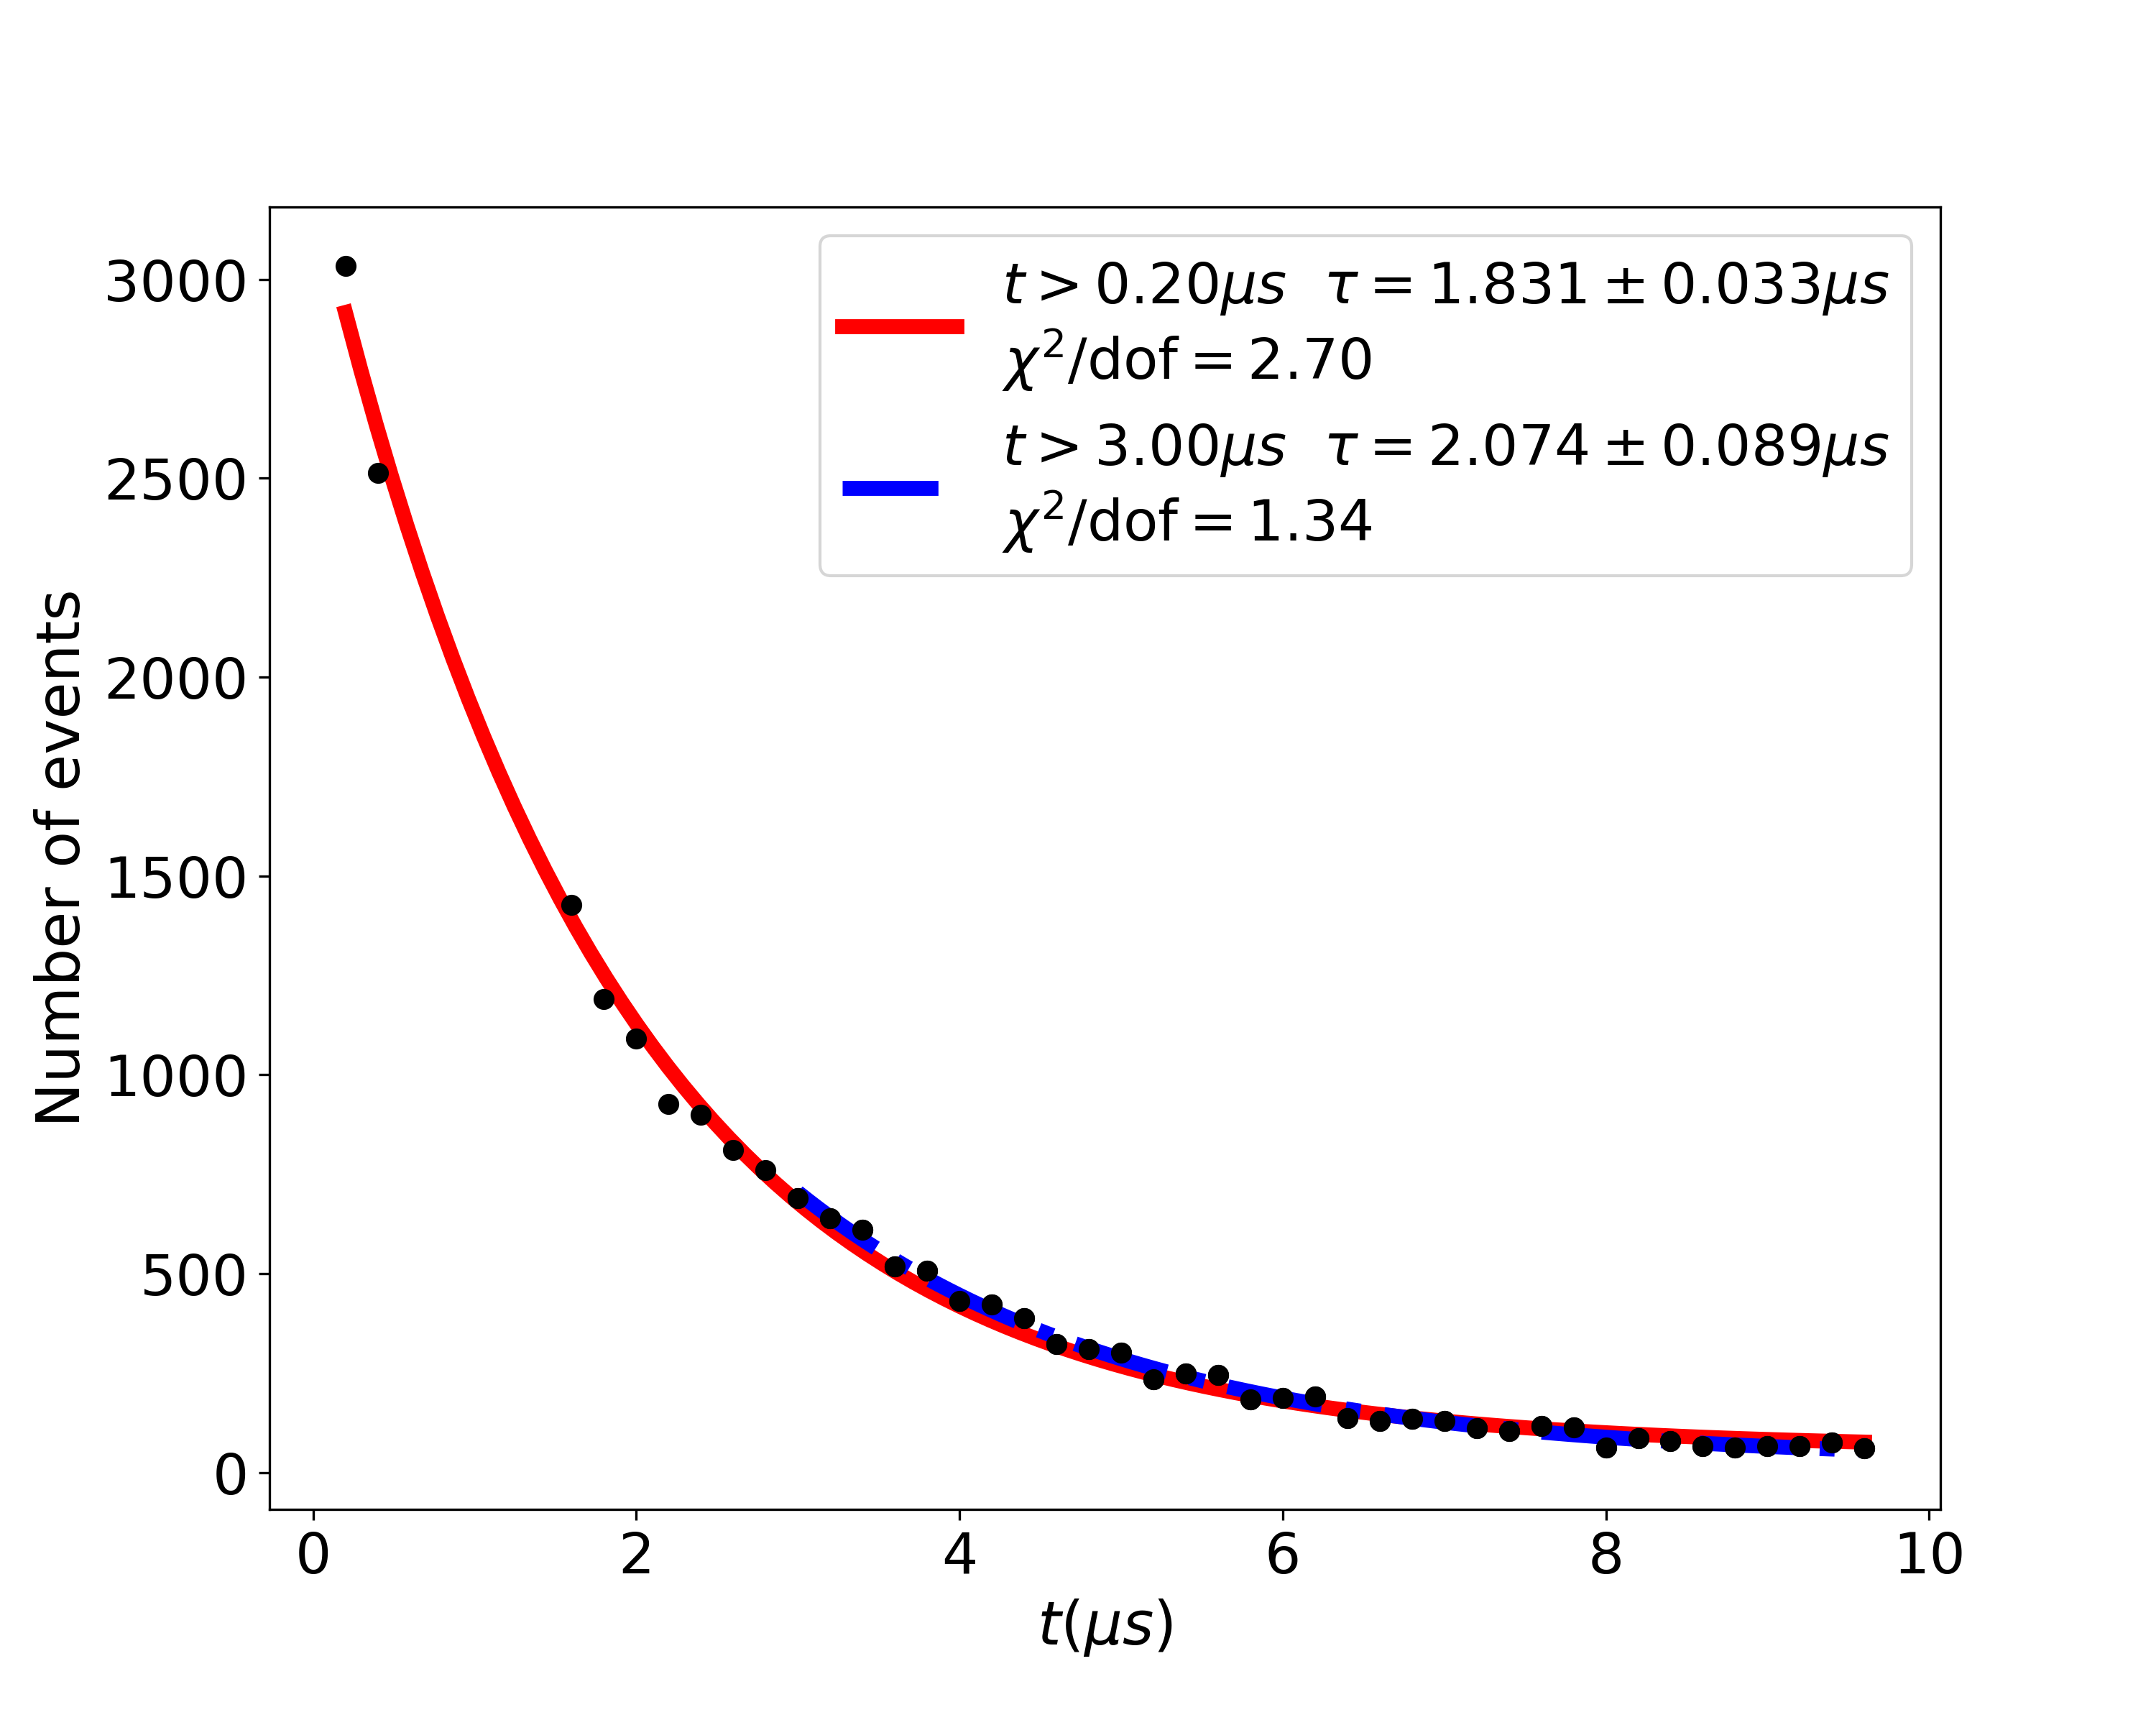 t > 0.20μs τ = 1.831 ± 0.033μs
χ²/dof = 2.70
t > 3.00μs τ = 2.074 ± 0.089μs
χ²/dof = 1.34
Number of events
3000
2500
2000
1500
1000
500
0
0 2 4 6 8 10
t(μs)